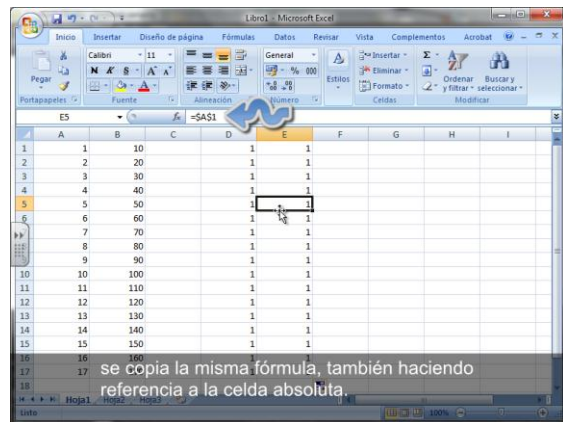 Libro1 - Microsoft Excel
Inicio Insertar Diseño de página Fórmulas Datos Revisar Vista Complementos Acrobat
Calibri 11 General Insertar Σ
Pegar N K S A A % 000 Estilos Eliminar Ordenar y filtrar Buscar y seleccionar
Formato
Portapapeles Fuente Alineación Número Celdas Modificar
E5 fx =$A$1
A B C D E F G H I
1 1 10 1 1
2 2 20 1 1
3 3 30 1 1
4 4 40 1 1
5 5 50 1 1
6 6 60 1 1
7 7 70 1 1
8 8 80 1 1
9 9 90 1 1
10 10 100 1 1
11 11 110 1 1
12 12 120 1 1
13 13 130 1 1
14 14 140 1 1
15 15 150 1 1
16 16 160 1 1
17 17
18
se copia la misma fórmula, también haciendo
referencia a la celda absoluta.
Hoja1 Hoja2 Hoja3
Listo 100%